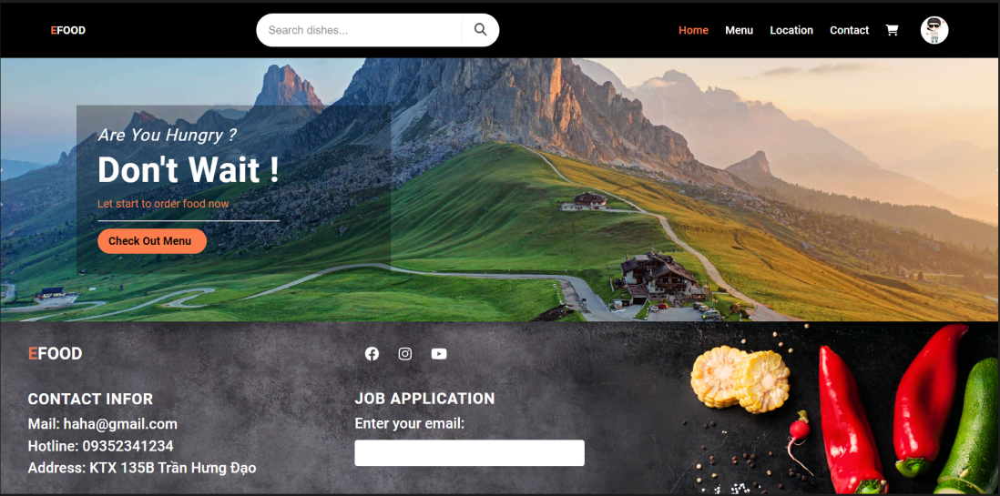 EFOOD
Search dishes...
Home Menu Location Contact
Are You Hungry ?
Don't Wait !
Let start to order food now
Check Out Menu
EFOOD
CONTACT INFOR
Mail: haha@gmail.com
Hotline: 09352341234
Address: KTX 135B Trần Hưng Đạo
JOB APPLICATION
Enter your email: